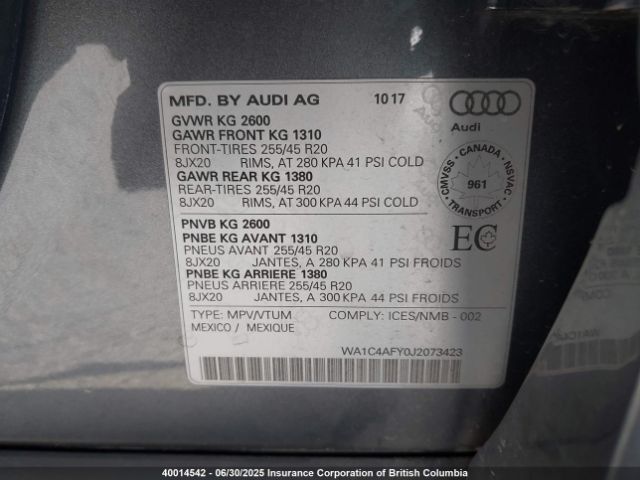 MFD. BY AUDI AG 10 17
Audi
GVWR KG 2600
GAWR FRONT KG 1310
FRONT-TIRES 255/45 R20
8JX20 RIMS, AT 280 KPA 41 PSI COLD
GAWR REAR KG 1380
REAR-TIRES 255/45 R20
8JX20 RIMS, AT 300 KPA 44 PSI COLD
CMVSS - CANADA - NSVAC
961
PNVB KG 2600
PNBE KG AVANT 1310
PNEUS AVANT 255/45 R20
8JX20 JANTES, A 280 KPA 41 PSI FROIDS
PNBE KG ARRIERE 1380
PNEUS ARRIERE 255/45 R20
8JX20 JANTES, A 300 KPA 44 PSI FROIDS
EC
TYPE: MPV/VTUM COMPLY: ICES/NMB - 002
MEXICO / MEXIQUE
WA1C4AFY0J2073423
40014542 - 06/30/2025 Insurance Corporation of British Columbia